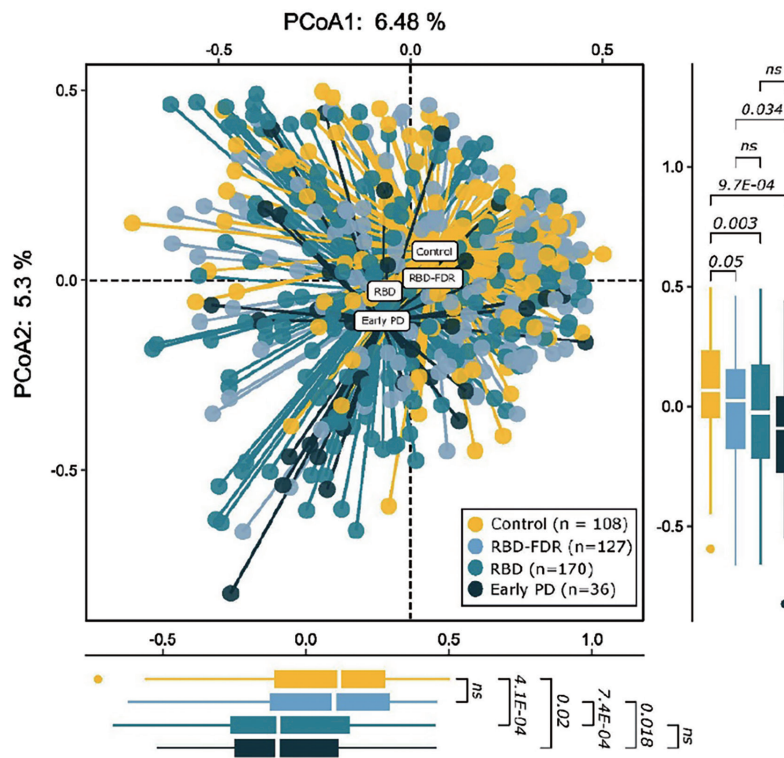 PCoA1: 6.48 %
-0.5 0.0 0.5
PCoA2: 5.3 %
0.5
0.0
-0.5
Control
RBD-FDR
RBD
Early PD
Control (n = 108)
RBD-FDR (n=127)
RBD (n=170)
Early PD (n=36)
ns
0.034
ns
9.7E-04
0.003
0.05
1.0
0.5
0.0
-0.5
-0.5 0.0 0.5 1.0
ns
4.1E-04
0.02
7.4E-04
0.018
ns